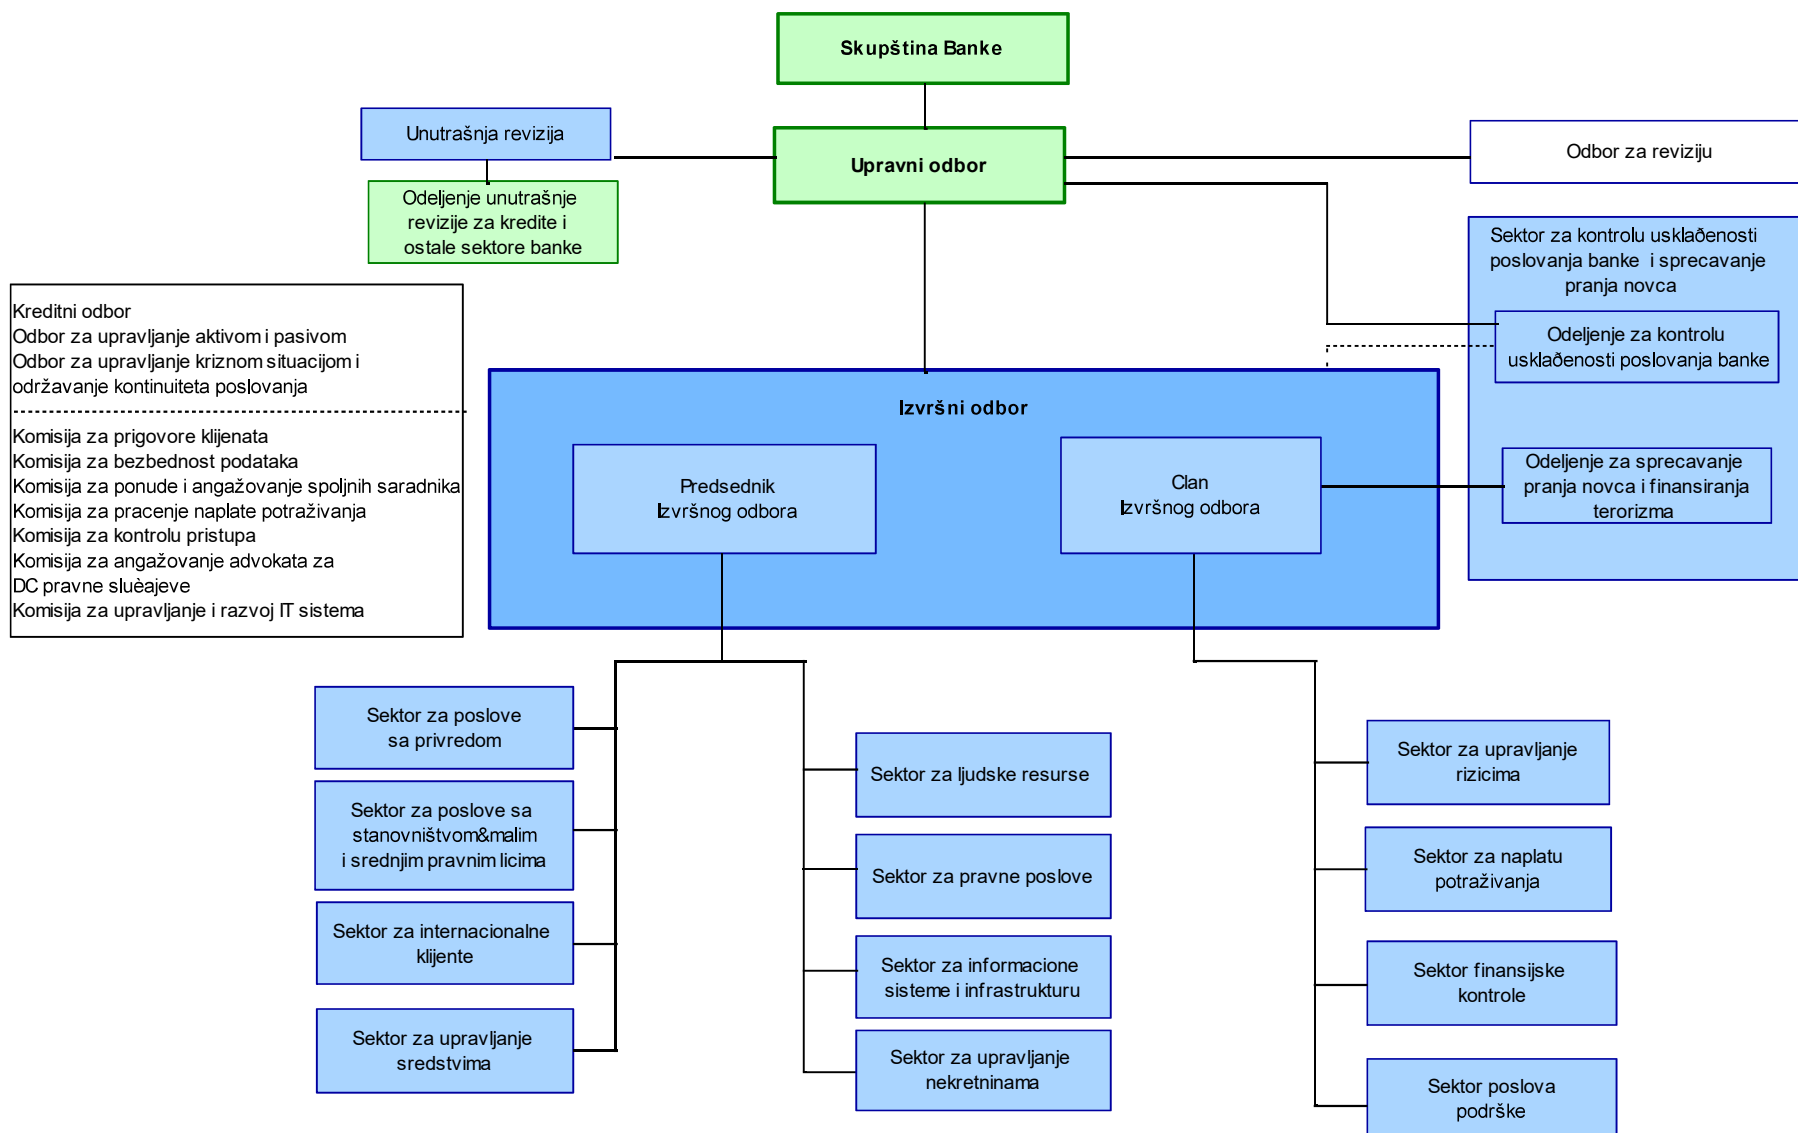 Skupština Banke
Unutrašnja revizija
Upravni odbor
Odbor za reviziju
Odeljenje unutrašnje
revizije za kredite i
ostale sektore banke
Sektor za kontrolu usklaðenosti
poslovanja banke i sprecavanje
pranja novca
Odeljenje za kontrolu
usklaðenosti poslovanja banke
Odeljenje za sprecavanje
pranja novca i finansiranja
terorizma
Kreditni odbor
Odbor za upravljanje aktivom i pasivom
Odbor za upravljanje kriznom situacijom i
održavanje kontinuiteta poslovanja
Komisija za prigovore klijenata
Komisija za bezbednost podataka
Komisija za ponude i angažovanje spoljnih saradnika
Komisija za pracenje naplate potraživanja
Komisija za kontrolu pristupa
Komisija za angažovanje advokata za
DC pravne sluèajeve
Komisija za upravljanje i razvoj IT sistema
Izvršni odbor
Predsednik
Izvršnog odbora
Clan
Izvršnog odbora
Sektor za poslove
sa privredom
Sektor za poslove sa
stanovništvom&malim
i srednjim pravnim licima
Sektor za internacionalne
klijente
Sektor za upravljanje
sredstvima
Sektor za ljudske resurse
Sektor za pravne poslove
Sektor za informacione
sisteme i infrastrukturu
Sektor za upravljanje
nekretninama
Sektor za upravljanje
rizicima
Sektor za naplatu
potraživanja
Sektor finansijske
kontrole
Sektor poslova
podrške